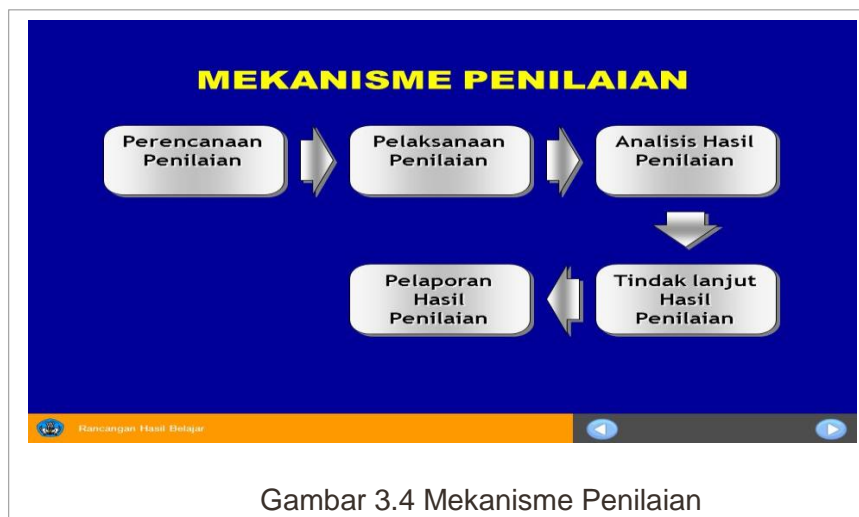 MEKANISME PENILAIAN
Perencanaan
Penilaian
Pelaksanaan
Penilaian
Analisis Hasil
Penilaian
Tindak lanjut
Hasil
Penilaian
Pelaporan
Hasil
Penilaian
Rancangan Hasil Belajar
Gambar 3.4 Mekanisme Penilaian